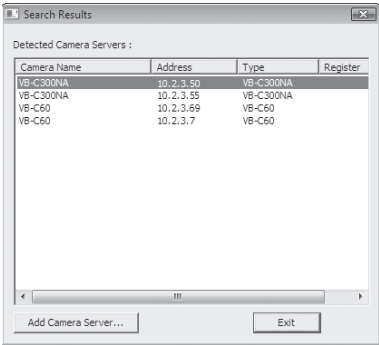 Search Results
Detected Camera Servers :
Camera Name Address Type Register
VB-C300NA 10.2.3.50 VB-C300NA
VB-C300NA 10.2.3.55 VB-C300NA
VB-C60 10.2.3.69 VB-C60
VB-C60 10.2.3.7 VB-C60
Add Camera Server... Exit